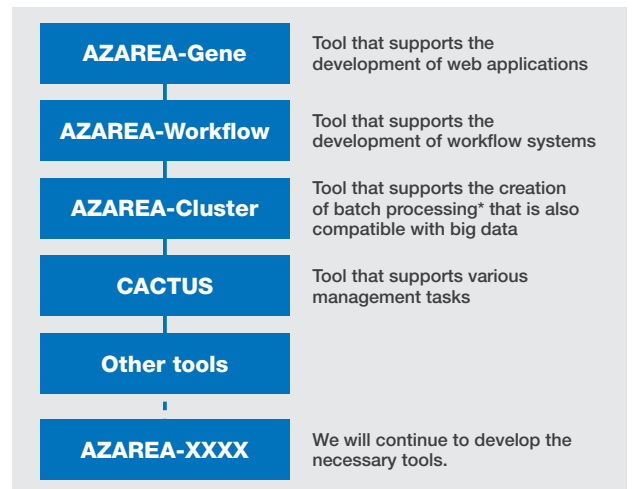 AZAREA-Gene
Tool that supports the
development of web applications
AZAREA-Workflow
Tool that supports the
development of workflow systems
AZAREA-Cluster
Tool that supports the creation
of batch processing* that is also
compatible with big data
CACTUS
Tool that supports various
management tasks
Other tools
AZAREA-XXXX
We will continue to develop the
necessary tools.